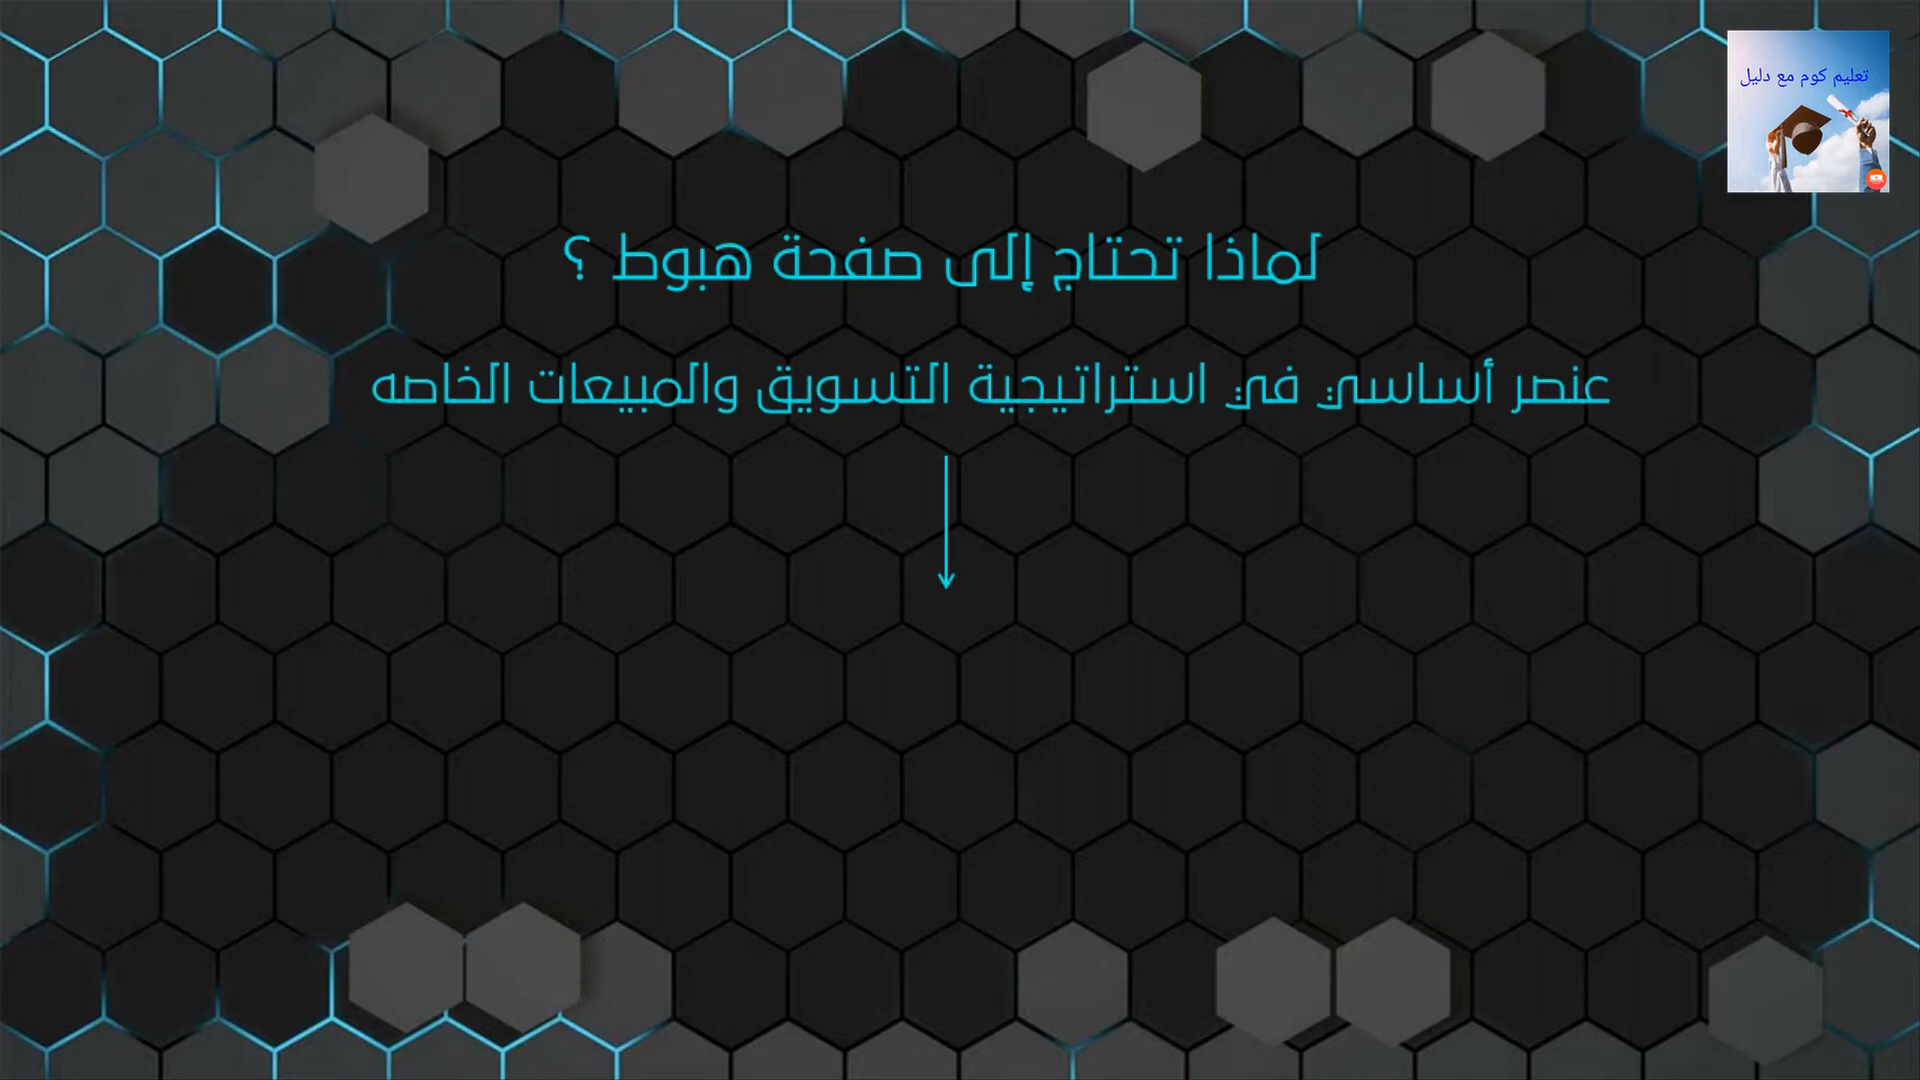 تعليم كوم مع دليل
لماذا تحتاج إلى صفحة هبوط ؟
عنصر أساسي في استراتيجية التسويق والمبيعات الخاصه